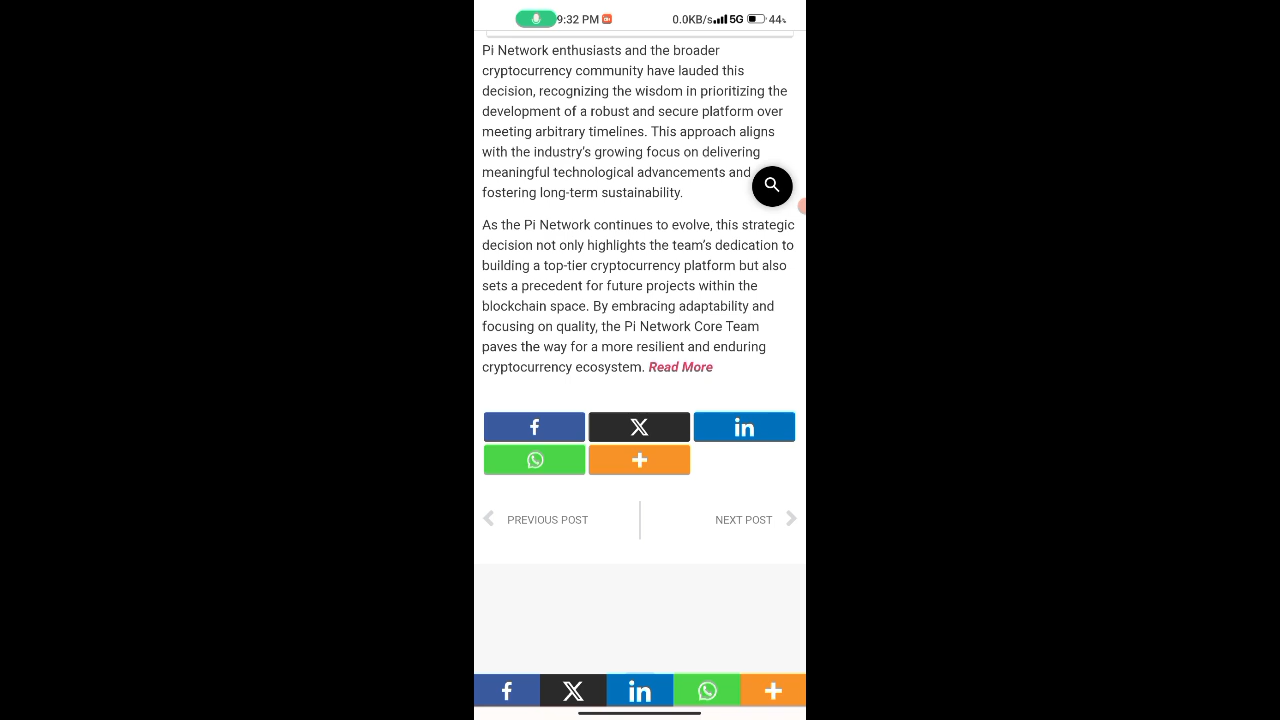 9:32 PM 0.0KB/s 5G 44
Pi Network enthusiasts and the broader
cryptocurrency community have lauded this
decision, recognizing the wisdom in prioritizing the
development of a robust and secure platform over
meeting arbitrary timelines. This approach aligns
with the industry's growing focus on delivering
meaningful technological advancements and
fostering long-term sustainability.
As the Pi Network continues to evolve, this strategic
decision not only highlights the team’s dedication to
building a top-tier cryptocurrency platform but also
sets a precedent for future projects within the
blockchain space. By embracing adaptability and
focusing on quality, the Pi Network Core Team
paves the way for a more resilient and enduring
cryptocurrency ecosystem. Read More
f X in
PREVIOUS POST NEXT POST
f X in